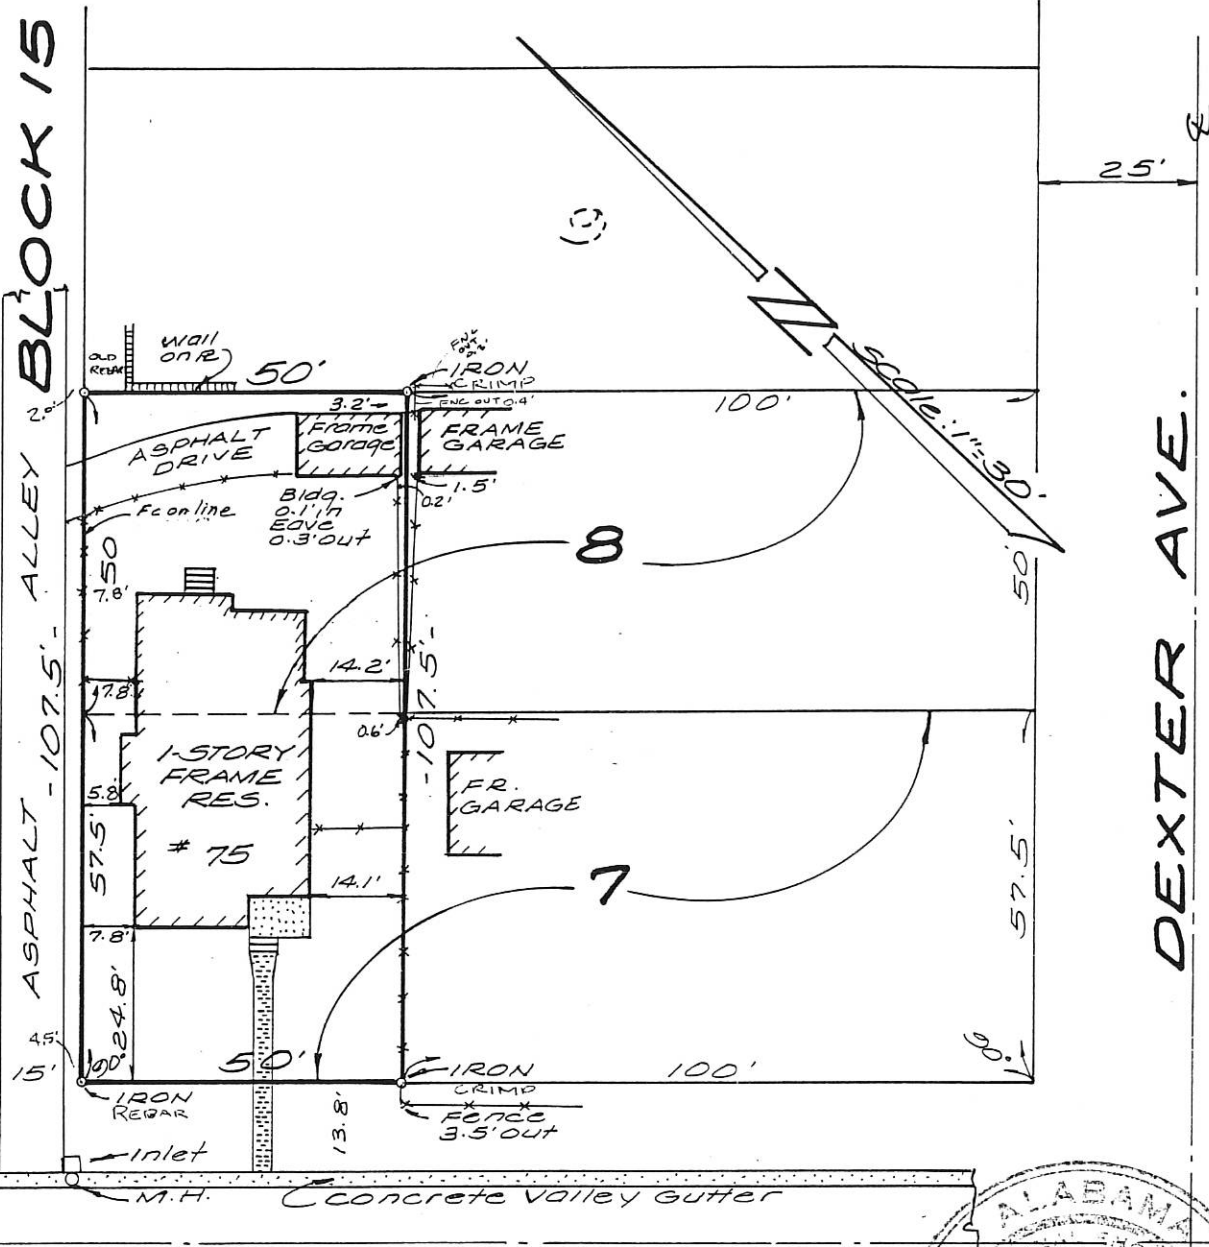 BLOCK 15
℄
25'
OLD
REBAR
Wall
on ℞
50'
IRON
CRIMP
FNC OUT 0.4'
100'
Scale: 1"=30'
2.0'
3.2'
ASPHALT
DRIVE
Frame
Garage
FRAME
GARAGE
Fc on line
Bldg.
0.1' in
Eave
0.3' out
0.2'
1.5'
8
50
7.8'
50'
DEXTER AVE.
ASPHALT ALLEY
-107.5'-
7.8'
14.2'
-107.5'-
0.6'
1-STORY
FRAME
RES.
# 75
5.8'
57.5'
FR.
GARAGE
7
14.1'
57.5'
7.8'
24.8'
4.5'
15'
90°
50'
IRON
REBAR
IRON
CRIMP
100'
90°
Fence
3.5' out
13.8'
Inlet
M.H.
Concrete Valley Gutter
ALABAMA